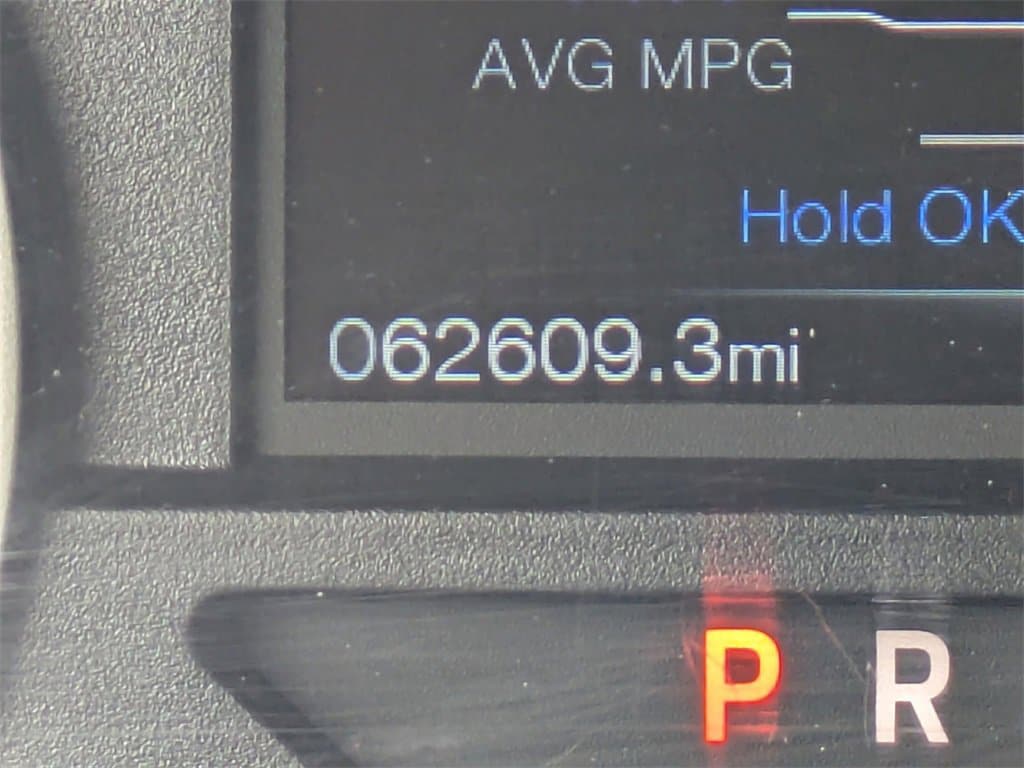 AVG MPG
Hold OK
062609.3mi
P R